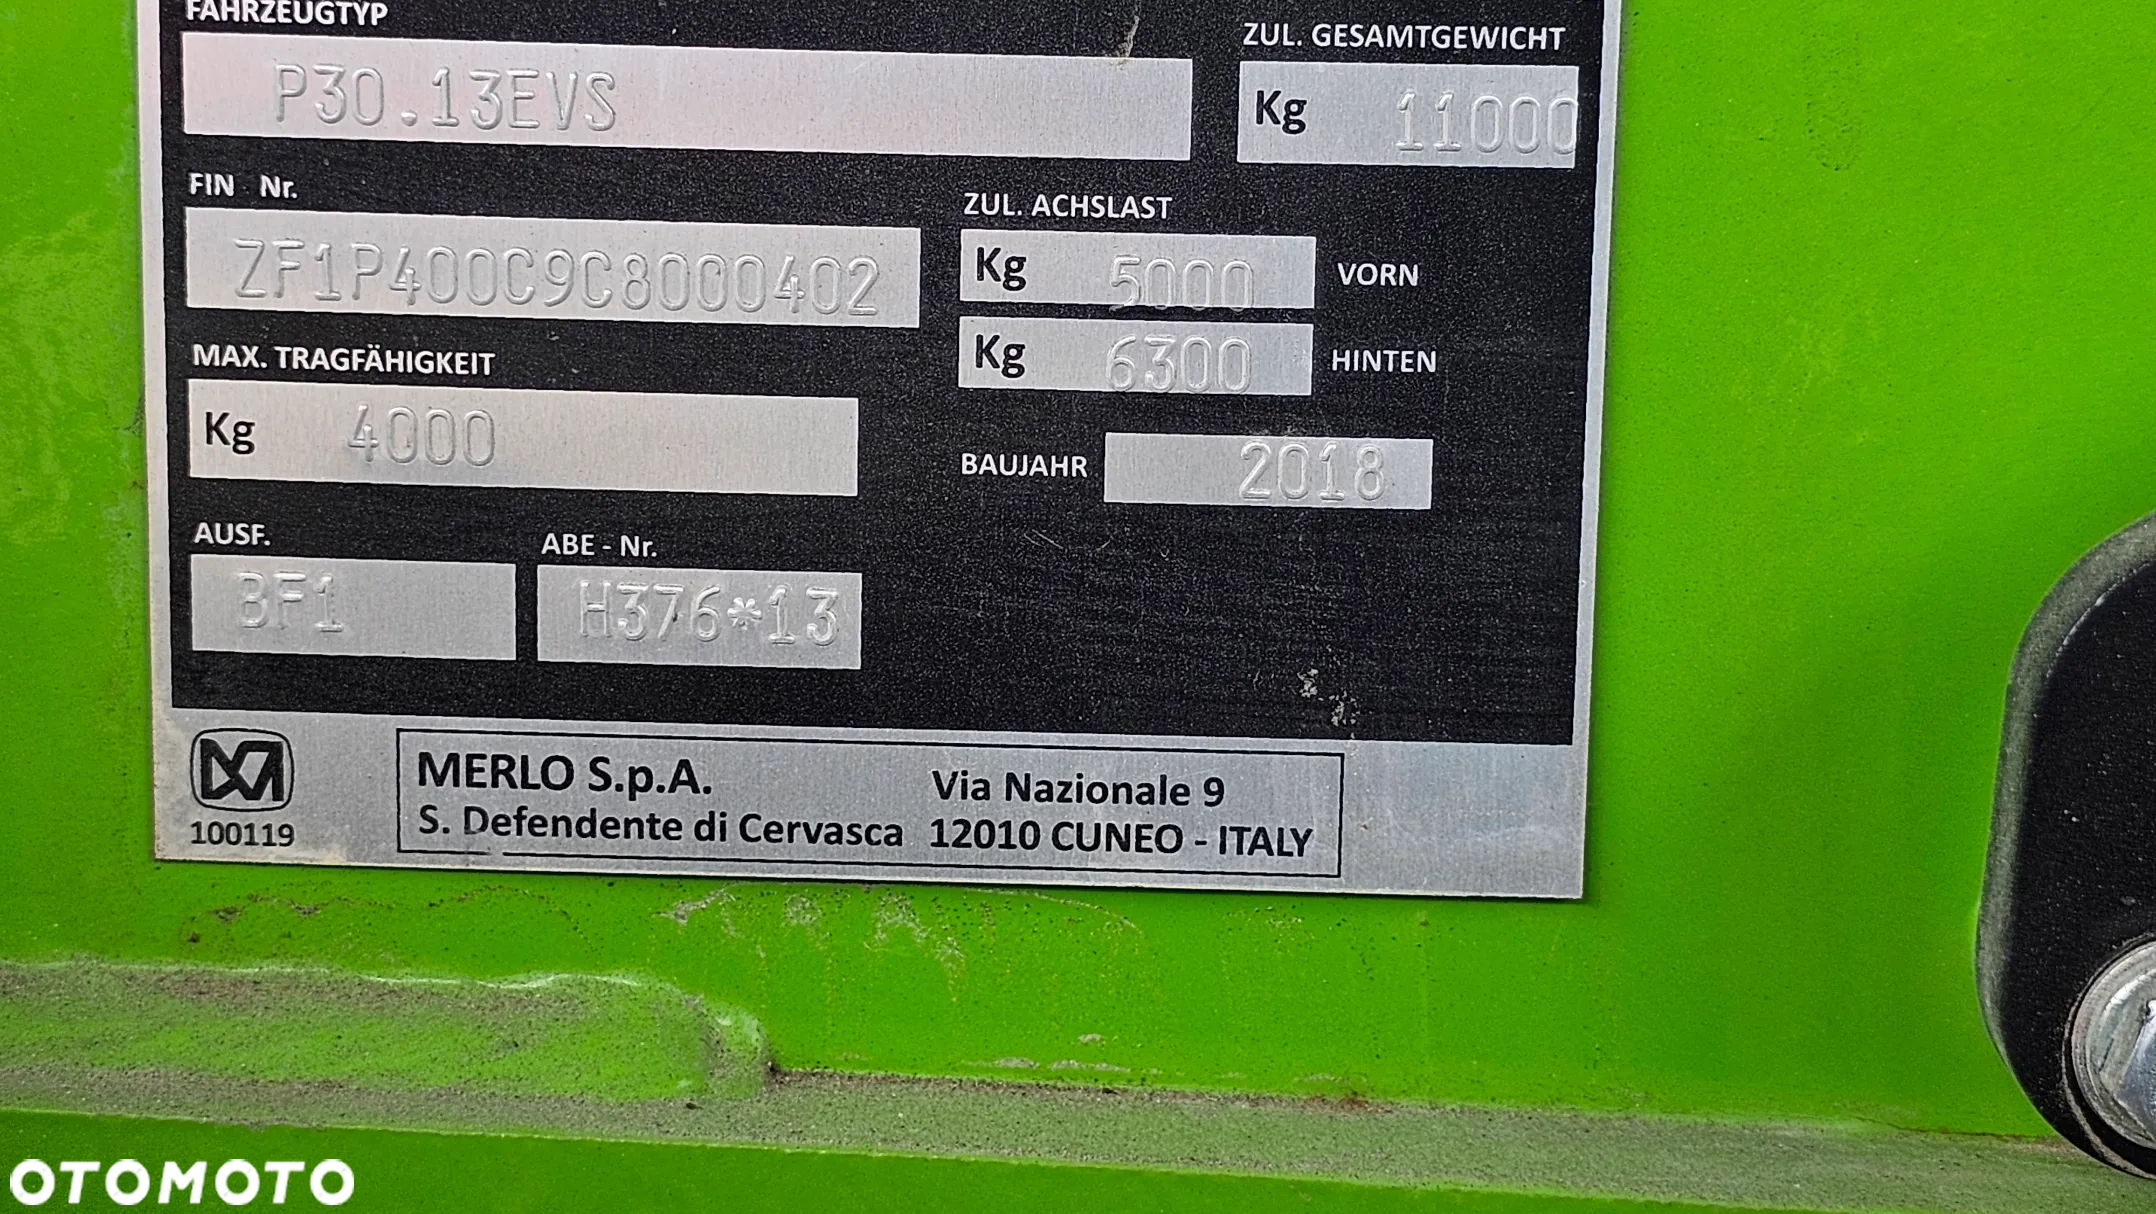 FAHRZEUGTYP
P30.13EVS
ZUL. GESAMTGEWICHT
Kg 11000
FIN Nr.
ZF1P400C9C8000402
ZUL. ACHSLAST
Kg 5000 VORN
Kg 6300 HINTEN
MAX. TRAGFÄHIGKEIT
Kg 4000
BAUJAHR 2018
AUSF.
BF1
ABE - Nr.
H376*13
100119
MERLO S.p.A. Via Nazionale 9
S. Defendente di Cervasca 12010 CUNEO - ITALY
OTOMOTO